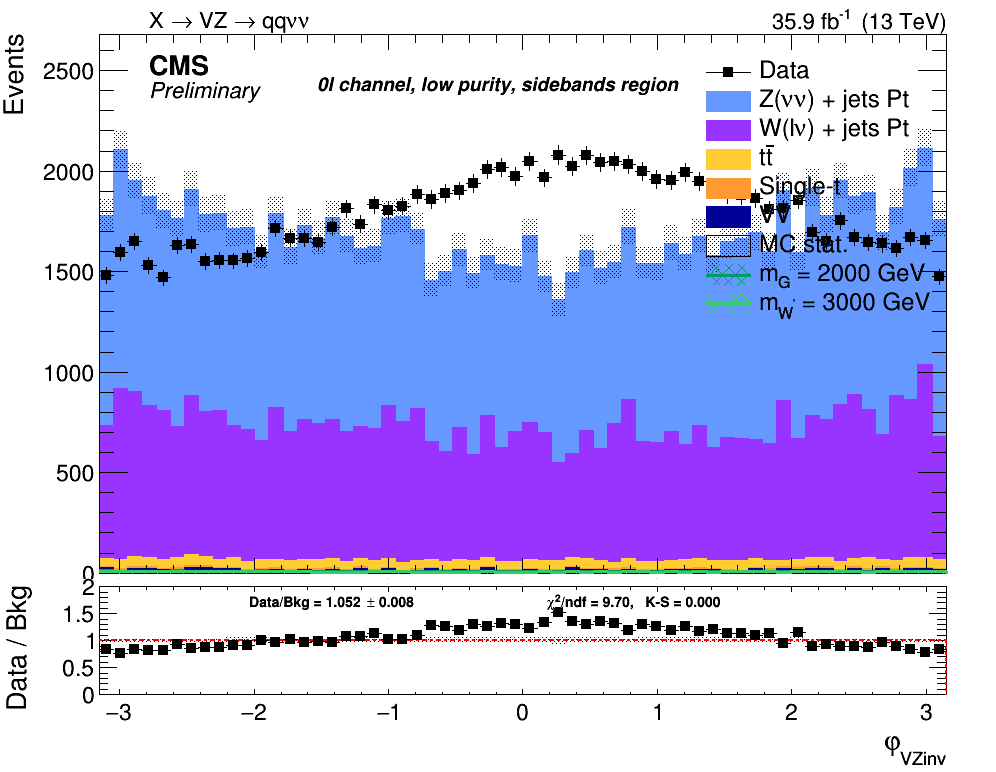 X → VZ → qqνν
35.9 fb⁻¹ (13 TeV)
Events
CMS
Preliminary
0l channel, low purity, sidebands region
Data
Z(νν) + jets Pt
W(lν) + jets Pt
tt̄
Single-t
VV
MC stat.
m_G = 2000 GeV
m_W' = 3000 GeV
2500
2000
1500
1000
500
0
Data / Bkg
2
1.5
1
0.5
0
Data/Bkg = 1.052 ± 0.008
χ²/ndf = 9.70, K-S = 0.000
−3 −2 −1 0 1 2 3
φ_VZinv